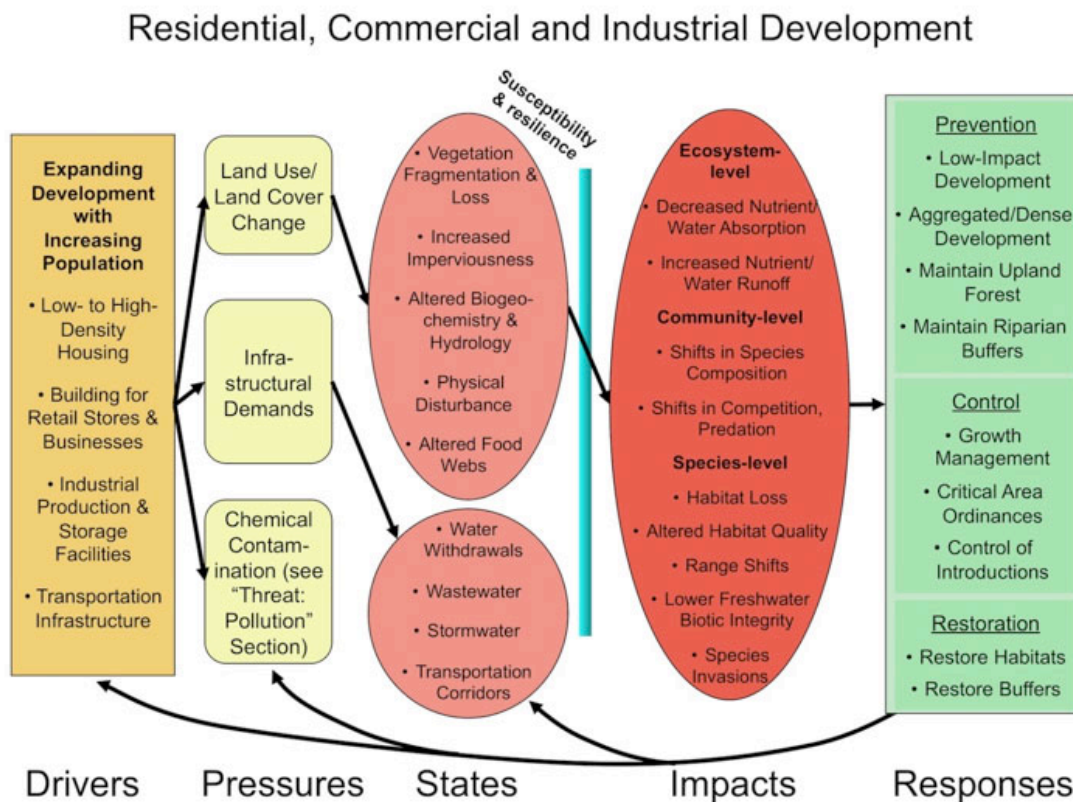 Residential, Commercial and Industrial Development
Expanding
Development
with
Increasing
Population
• Low- to High-
Density
Housing
• Building for
Retail Stores &
Businesses
• Industrial
Production &
Storage
Facilities
• Transportation
Infrastructure
Land Use/
Land Cover
Change
Infra-
structural
Demands
Chemical
Contam-
ination (see
“Threat:
Pollution”
Section)
• Vegetation
Fragmentation &
Loss
• Increased
Imperviousness
• Altered Biogeo-
chemistry &
Hydrology
• Physical
Disturbance
• Altered Food
Webs
• Water
Withdrawals
• Wastewater
• Stormwater
• Transportation
Corridors
Susceptibility
& resilience
Ecosystem-
level
• Decreased Nutrient/
Water Absorption
• Increased Nutrient/
Water Runoff
Community-level
• Shifts in Species
Composition
• Shifts in Competition,
Predation
Species-level
• Habitat Loss
• Altered Habitat Quality
• Range Shifts
• Lower Freshwater
Biotic Integrity
• Species
Invasions
Prevention
• Low-Impact
Development
• Aggregated/Dense
Development
• Maintain Upland
Forest
• Maintain Riparian
Buffers
Control
• Growth
Management
• Critical Area
Ordinances
• Control of
Introductions
Restoration
• Restore Habitats
• Restore Buffers
Drivers Pressures States Impacts Responses